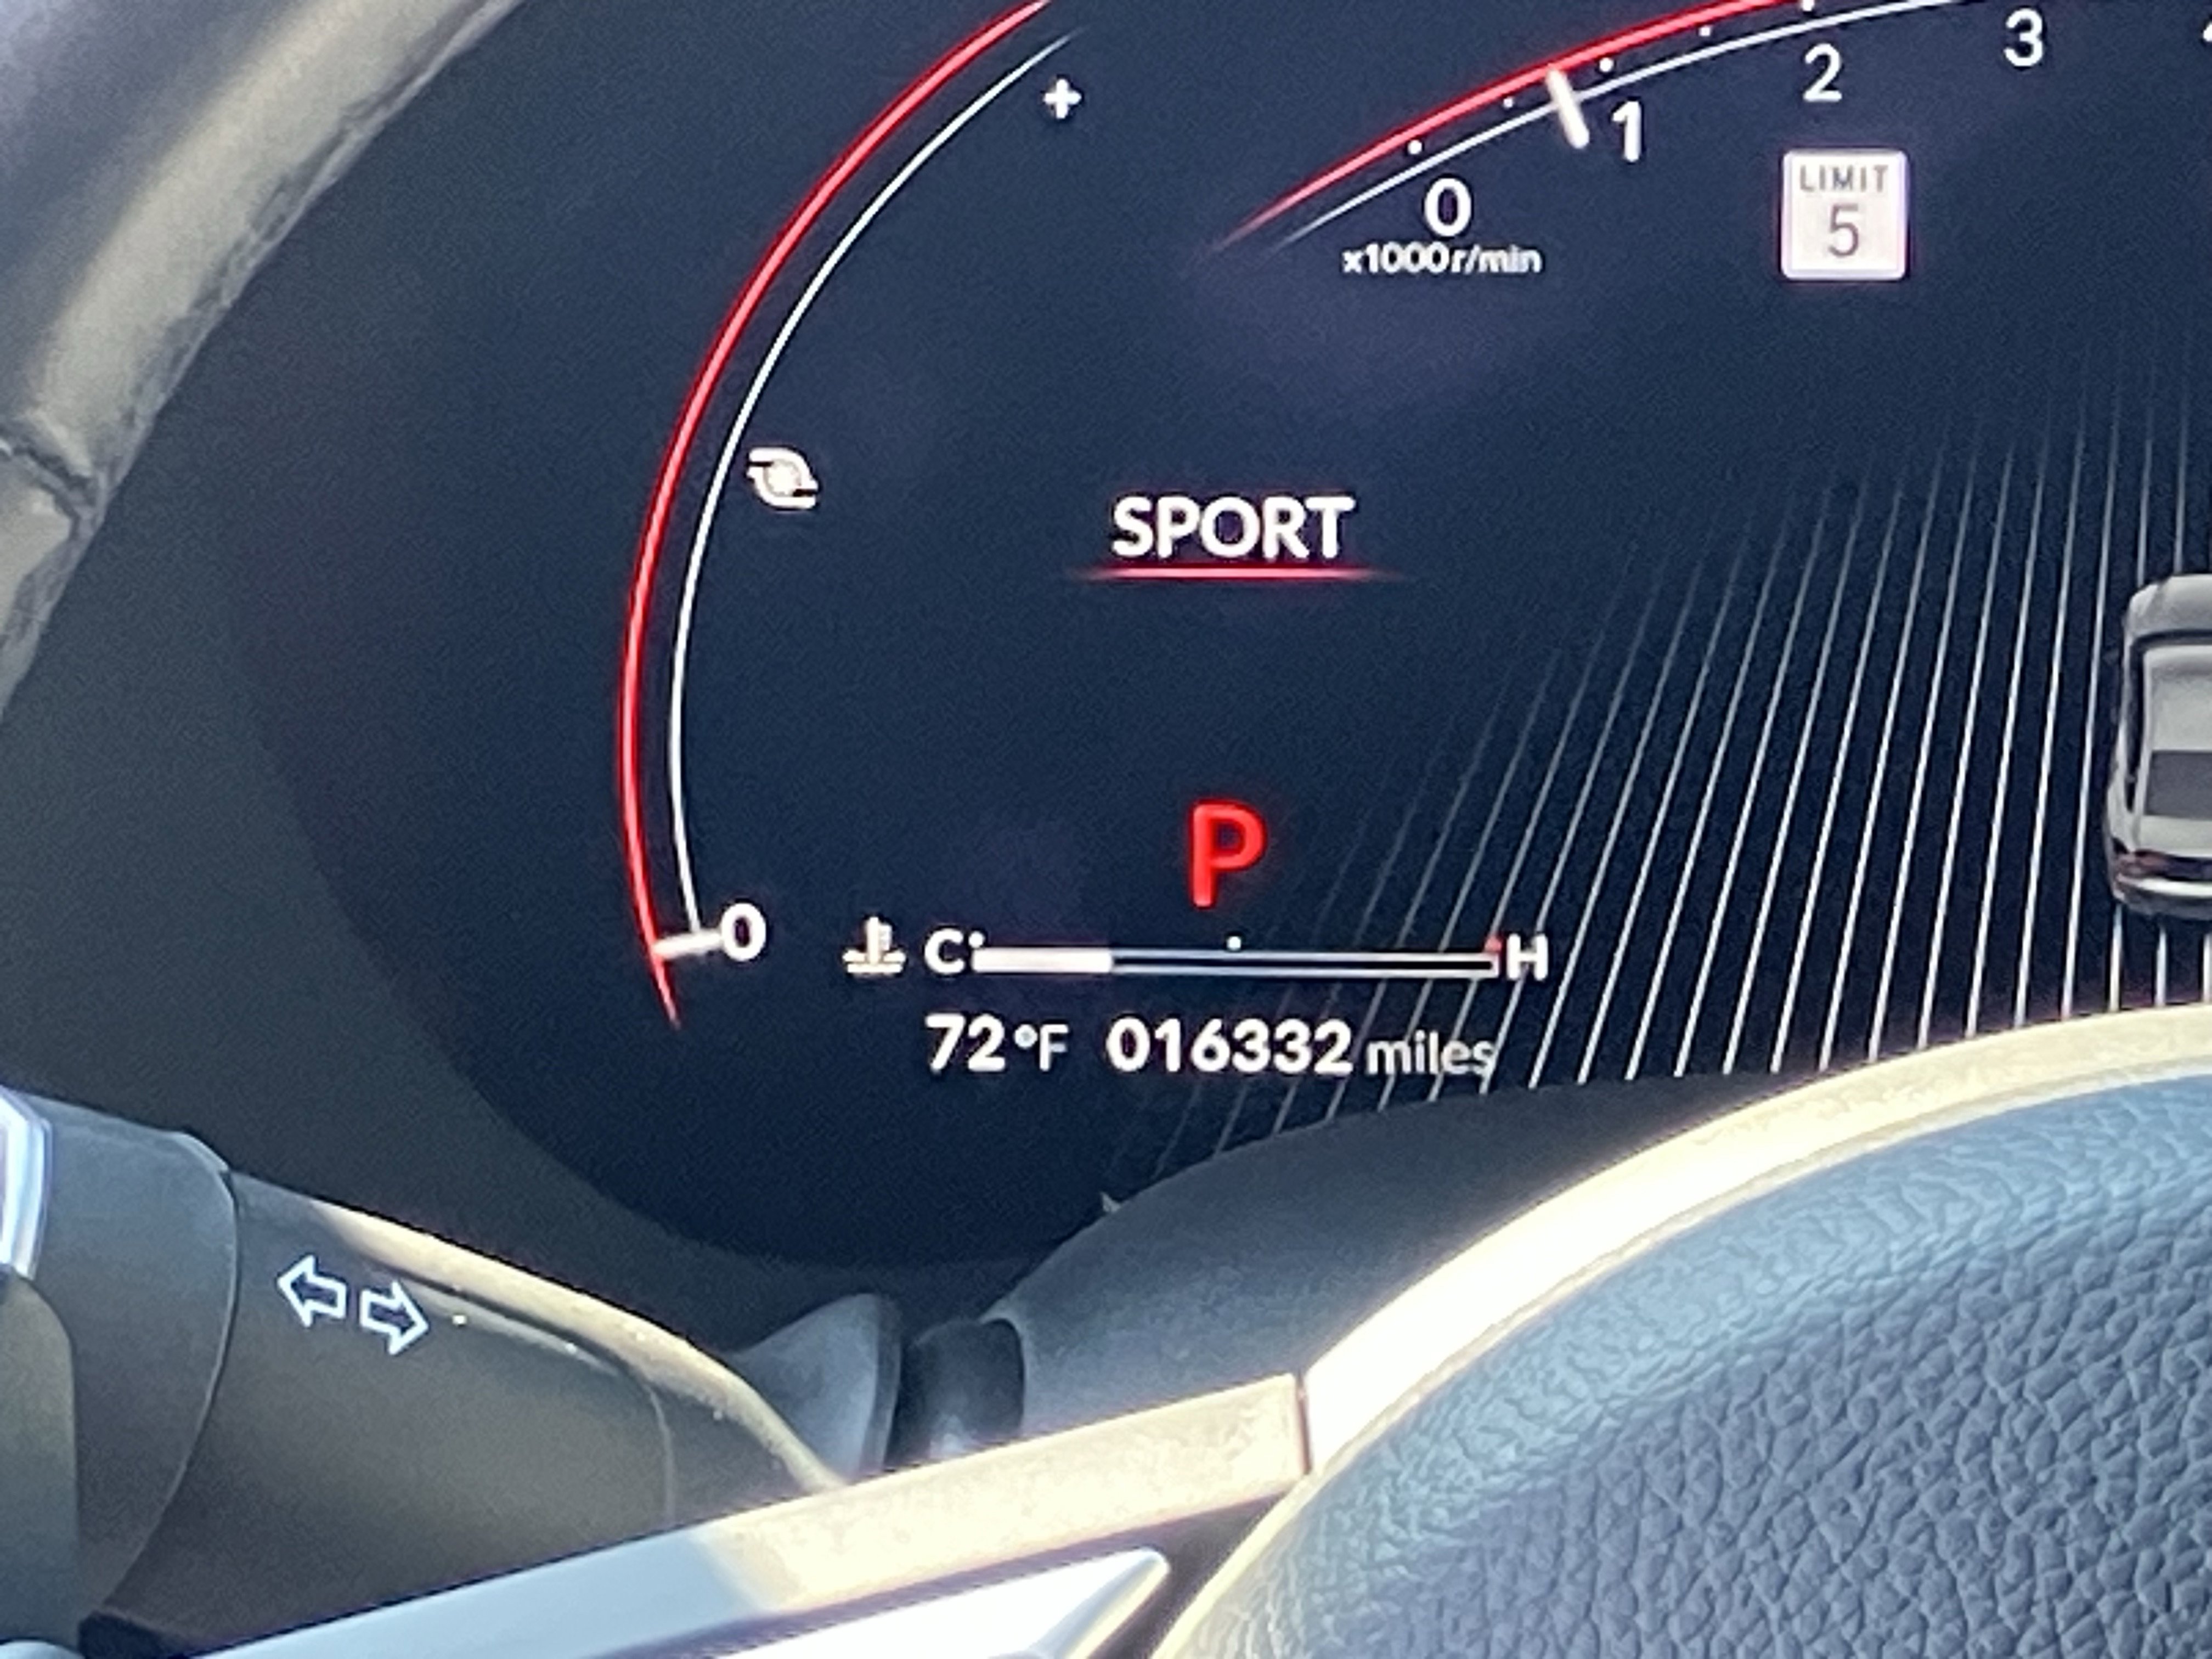 3
2
1
0
x1000r/min
LIMIT
5
+
SPORT
P
0
C H
72°F 016332 miles